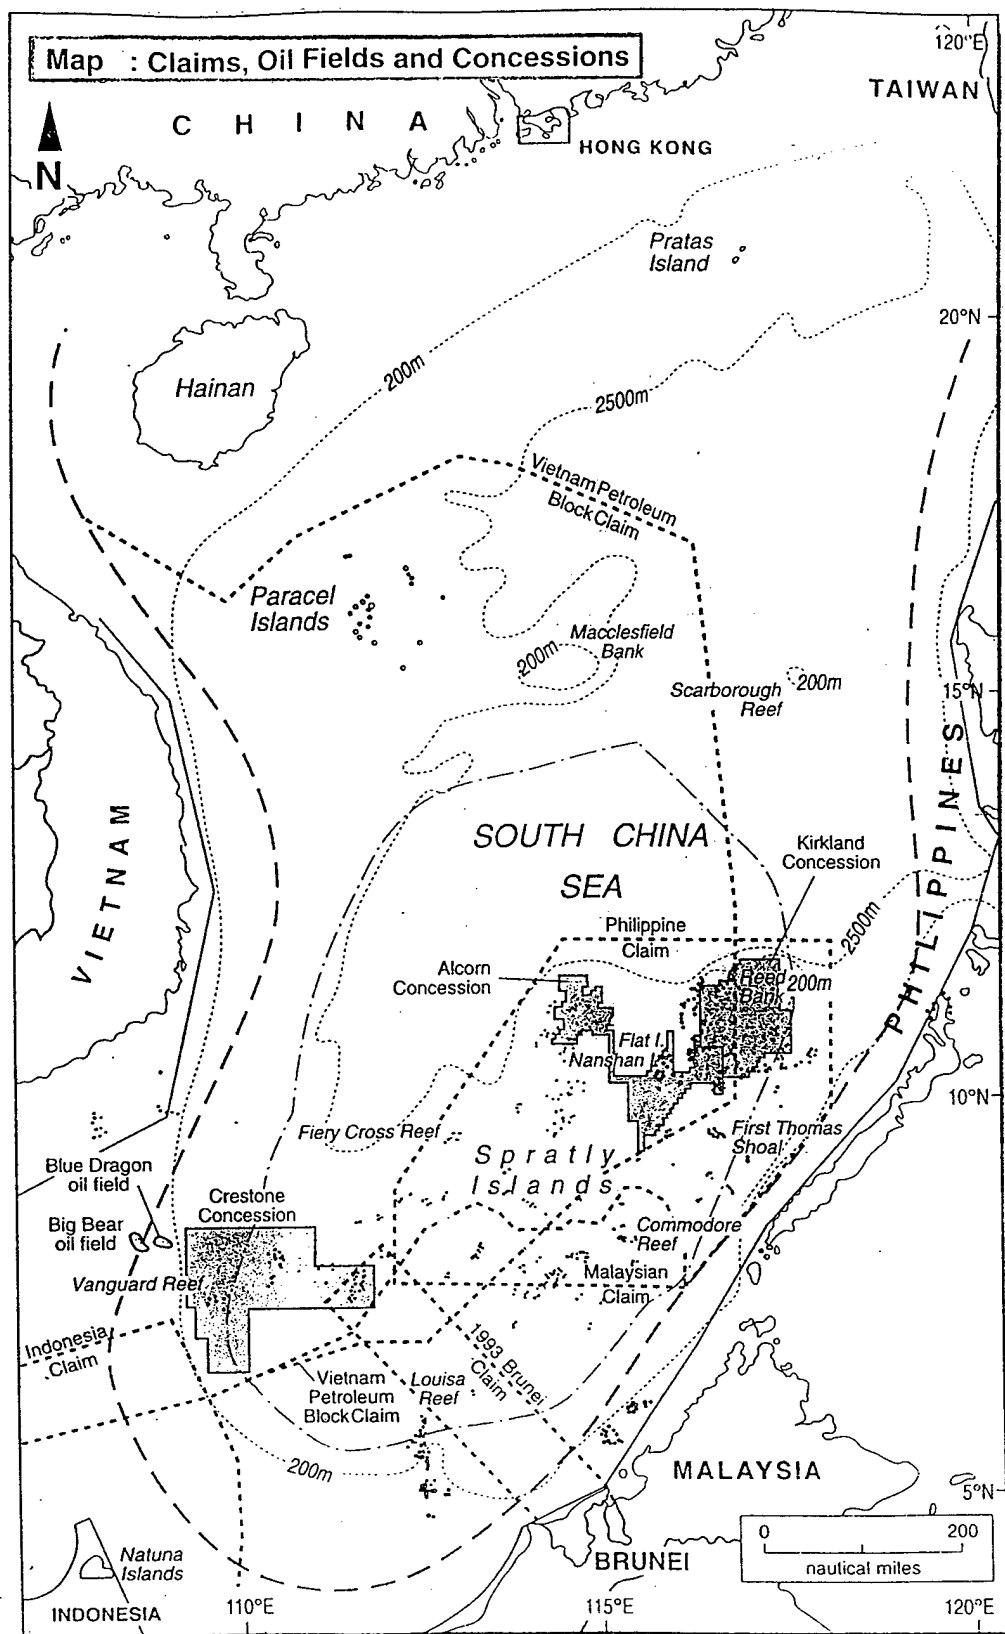 Map : Claims, Oil Fields and Concessions
120°E
TAIWAN
CHINA
HONG KONG
N
Pratas
Island
20°N
Hainan
200m
2500m
Vietnam Petroleum
Block Claim
Paracel
Islands
Macclesfield
Bank
200m
Scarborough
Reef
200m
15°N
VIETNAM
PHILIPPINES
SOUTH CHINA
SEA
Kirkland
Concession
Philippine
Claim
2500m
Alcorn
Concession
Reed
Bank
200m
Flat I.
Nanshan I.
10°N
Fiery Cross Reef
First Thomas
Shoal
Spratly
Islands
Blue Dragon
oil field
Crestone
Concession
Big Bear
oil field
Commodore
Reef
Vanguard Reef
Malaysian
Claim
Indonesia
Claim
1993 Brunei
Claim
Vietnam
Petroleum
Block Claim
Louisa
Reef
200m
MALAYSIA
5°N
0 200
nautical miles
Natuna
Islands
BRUNEI
INDONESIA
110°E
115°E
120°E